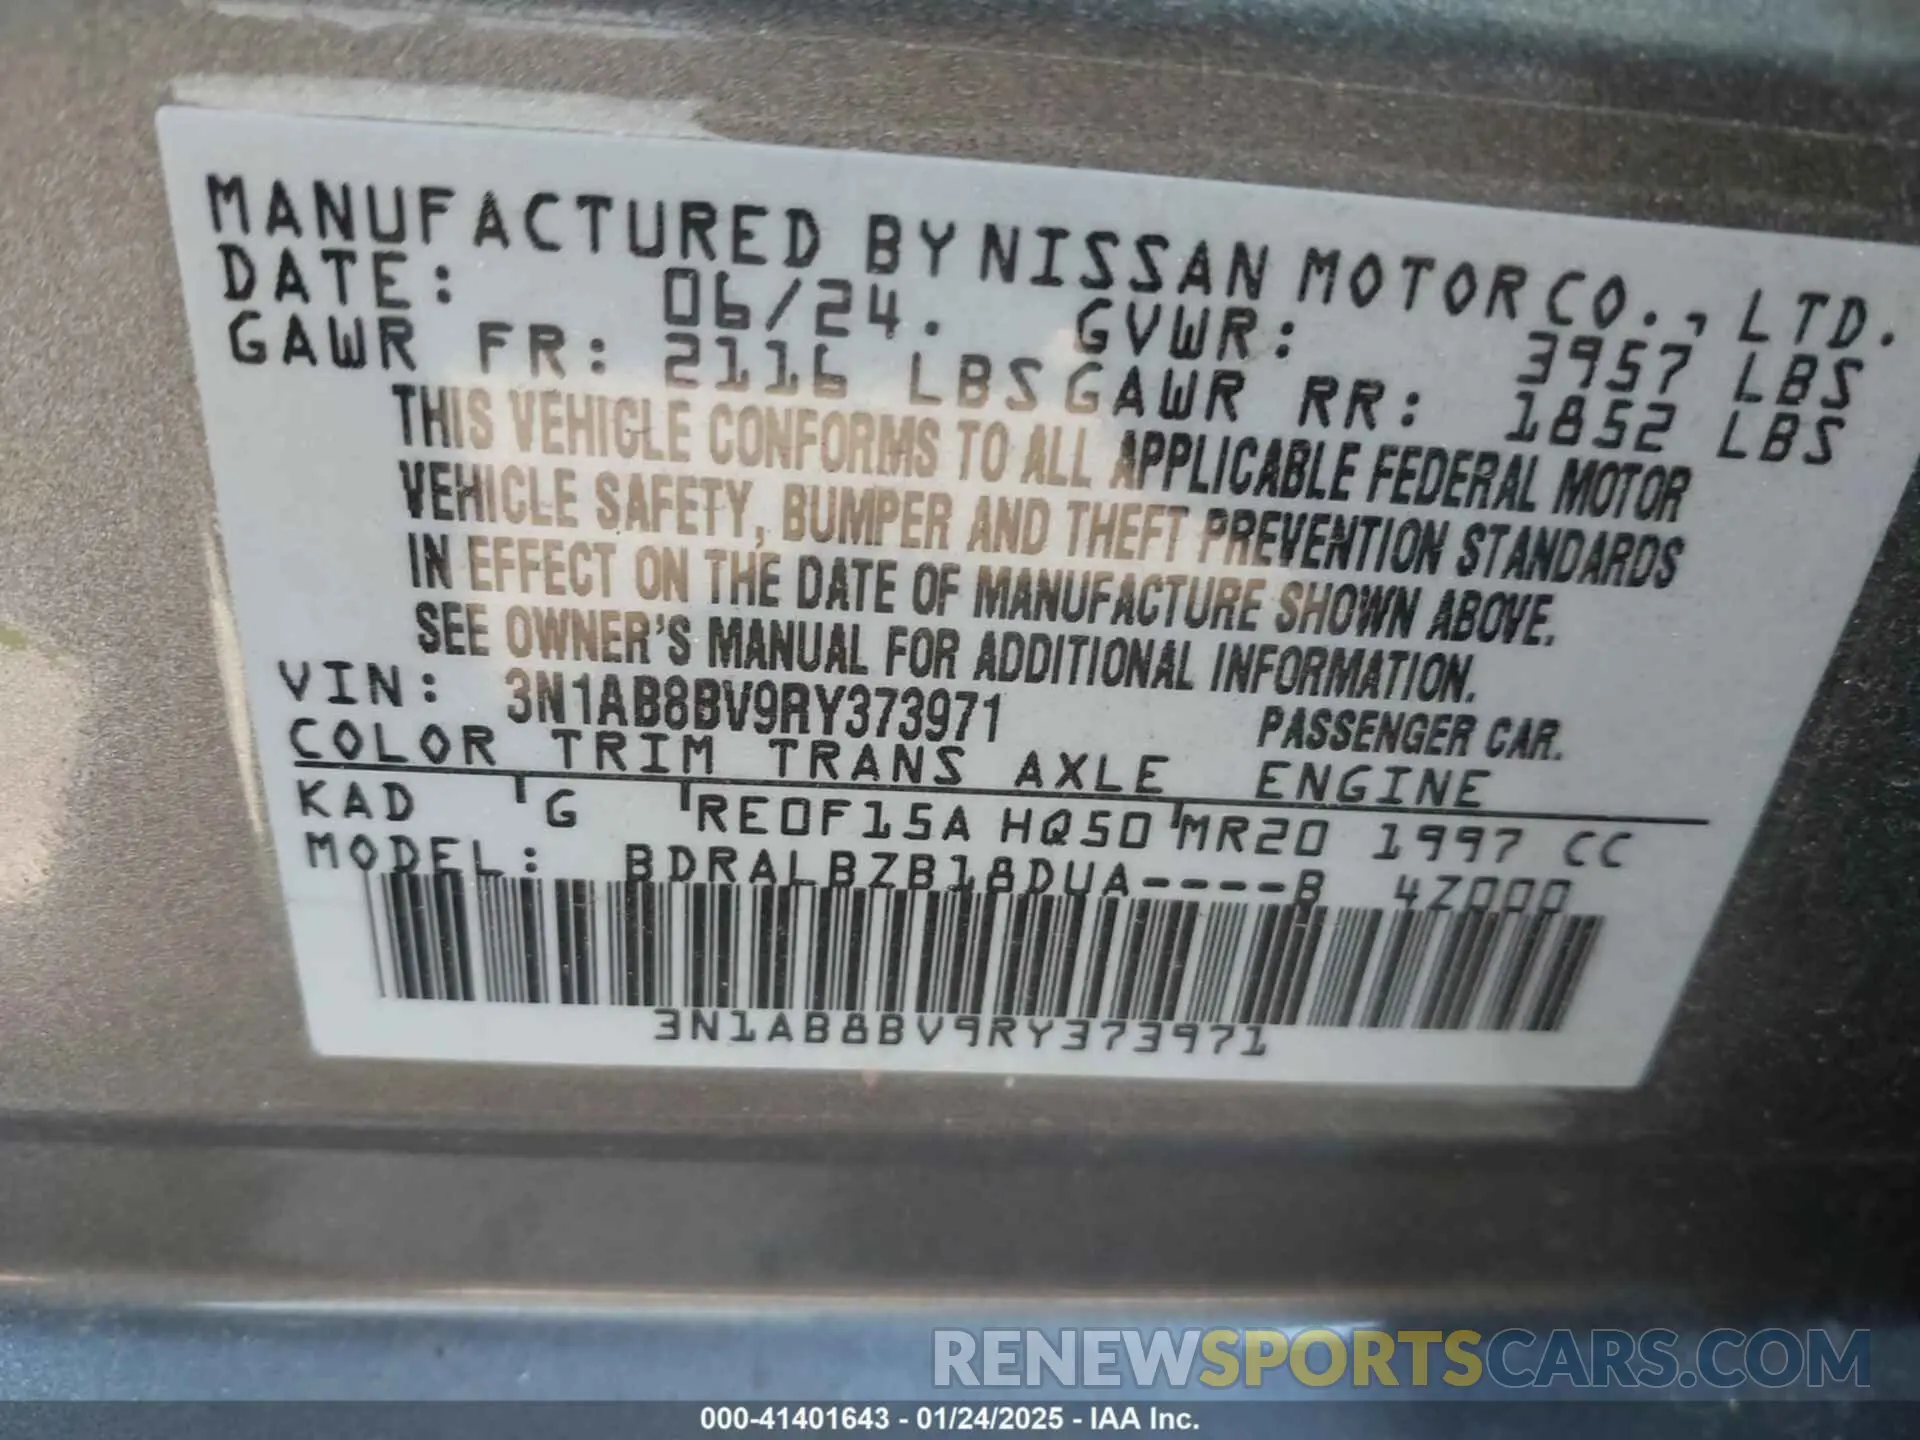 MANUFACTURED BY NISSAN MOTOR CO., LTD.
DATE: 06/24. GVWR: 3957 LBS
GAWR FR: 2116 LBS GAWR RR: 1852 LBS
THIS VEHICLE CONFORMS TO ALL APPLICABLE FEDERAL MOTOR
VEHICLE SAFETY, BUMPER AND THEFT PREVENTION STANDARDS
IN EFFECT ON THE DATE OF MANUFACTURE SHOWN ABOVE.
SEE OWNER'S MANUAL FOR ADDITIONAL INFORMATION.
VIN: 3N1AB8BV9RY373971 PASSENGER CAR.
COLOR TRIM TRANS AXLE ENGINE
KAD G RE0F15A HQ50 MR20 1997 CC
MODEL: BDRALBZB18DUA----B 4Z000
3N1AB8BV9RY373971
RENEWSPORTSCARS.COM
000-41401643 - 01/24/2025 - IAA Inc.